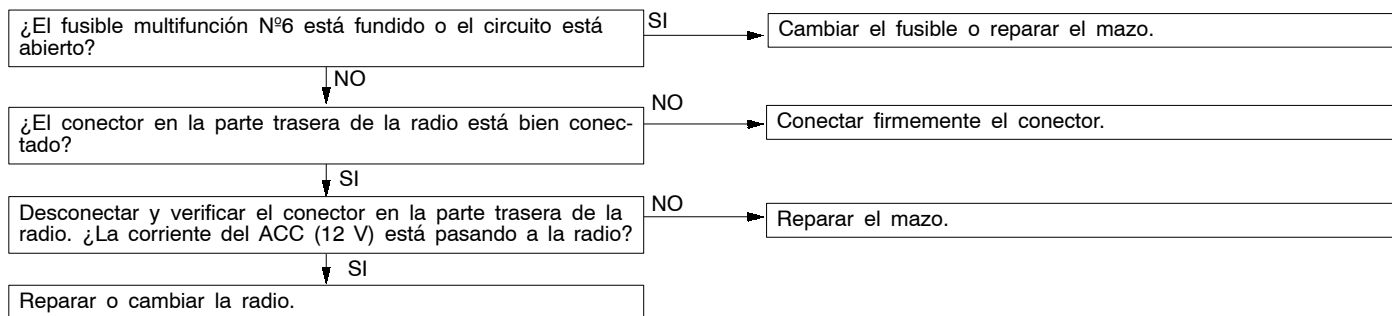 ¿El fusible multifunción Nº6 está fundido o el circuito está
abierto?
SI
Cambiar el fusible o reparar el mazo.
NO
¿El conector en la parte trasera de la radio está bien conec-
tado?
NO
Conectar firmemente el conector.
SI
Desconectar y verificar el conector en la parte trasera de la
radio. ¿La corriente del ACC (12 V) está pasando a la radio?
NO
Reparar el mazo.
SI
Reparar o cambiar la radio.